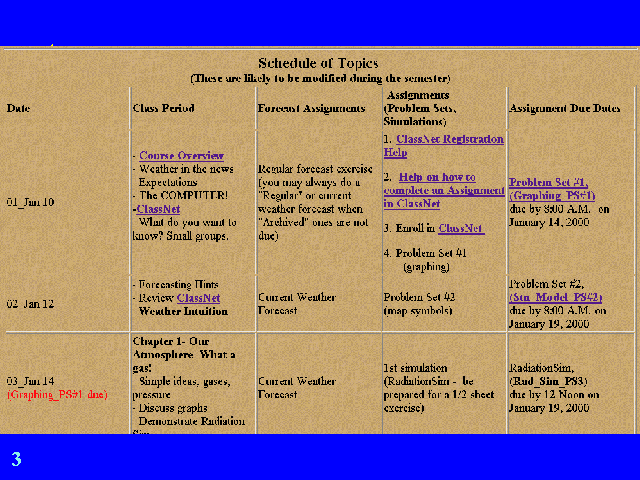 Schedule of Topics
(These are likely to be modified during the semester)
Date
Class Period
Forecast Assignments
Assignments
(Problem Sets,
Simulations)
Assignment Due Dates
01_Jan 10
- Course Overview
- Weather in the news
Expectations
- The COMPUTER!
-ClassNet
What do you want to
know? Small groups.
Regular forecast exercise
(you may always do a
"Regular" or current
weather forecast when
"Archived" ones are not
due)
1. ClassNet Registration
Help
2. Help on how to
complete an Assignment
in ClassNet
3. Enroll in ClassNet
4. Problem Set #1
(graphing)
Problem Set #1,
(Graphing_PS#1)
due by 8:00 A.M. on
January 14, 2000
02_Jan 12
- Forecasting Hints
- Review ClassNet
Weather Intuition
Current Weather
Forecast
Problem Set #2
(map symbols)
Problem Set #2,
(Stn_Model_PS#2)
due by 8:00 A.M. on
January 19, 2000
03_Jan 14
(Graphing_PS#1 due)
Chapter 1- Our
Atmosphere What a
gas!
Simple ideas, gases,
pressure
- Discuss graphs
- Demonstrate Radiation
Sim
Current Weather
Forecast
1st simulation
(RadiationSim - be
prepared for a 1/2 sheet
exercise)
RadiationSim,
(Rad_Sim_PS3)
due by 12 Noon on
January 19, 2000
3